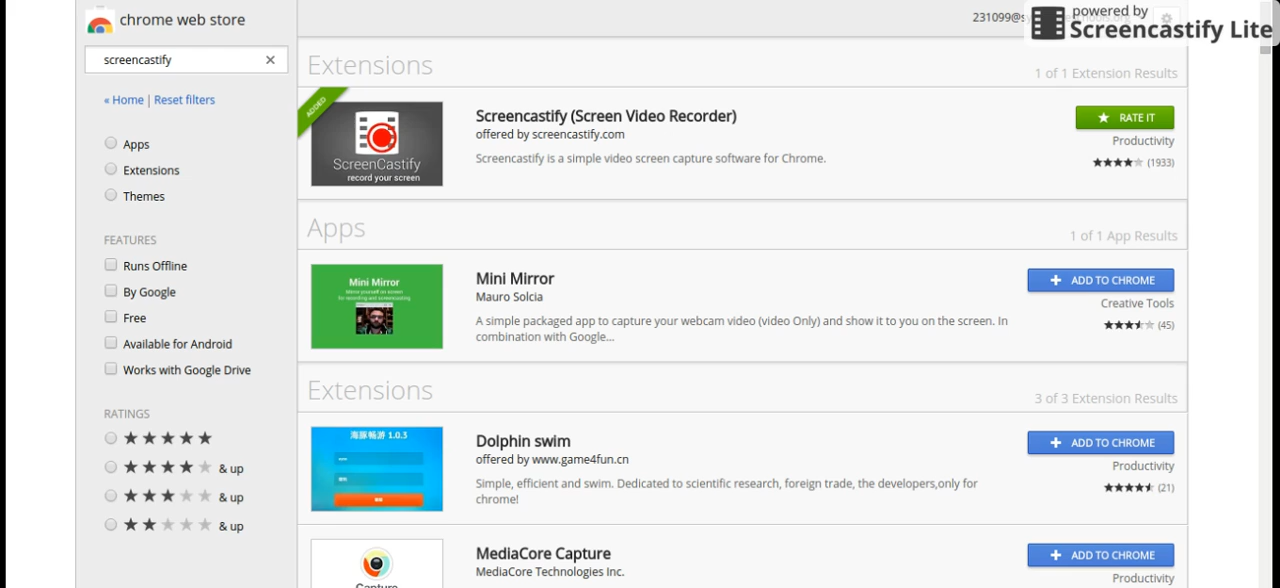 chrome web store
231099@s
powered by
Screencastify Lite
screencastify
« Home | Reset filters
Apps
Extensions
Themes
FEATURES
Runs Offline
By Google
Free
Available for Android
Works with Google Drive
RATINGS
& up
& up
& up
Extensions
1 of 1 Extension Results
ADDED
ScreenCastify
record your screen
Screencastify (Screen Video Recorder)
offered by screencastify.com
Screencastify is a simple video screen capture software for Chrome.
RATE IT
Productivity
(1933)
Apps
1 of 1 App Results
Mini Mirror
Mirror yourself on screen
for recording and screencasting
Mini Mirror
Mauro Solcia
A simple packaged app to capture your webcam video (video Only) and show it to you on the screen. In
combination with Google...
ADD TO CHROME
Creative Tools
(45)
Extensions
3 of 3 Extension Results
海豚畅游 1.0.3
Dolphin swim
offered by www.game4fun.cn
Simple, efficient and swim. Dedicated to scientific research, foreign trade, the developers,only for
chrome!
ADD TO CHROME
Productivity
(21)
Capture
MediaCore Capture
MediaCore Technologies Inc.
ADD TO CHROME
Productivity